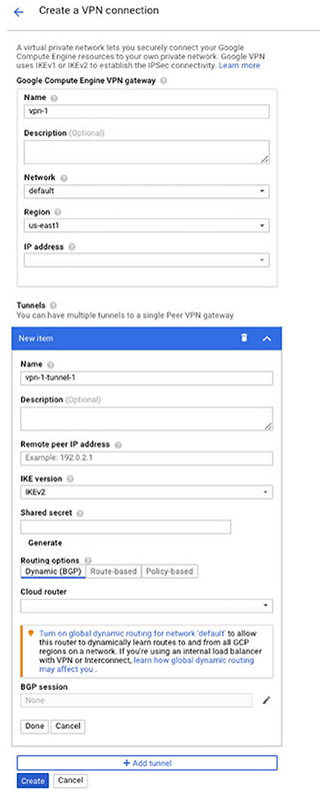 Create a VPN connection
A virtual private network lets you securely connect your Google
Compute Engine resources to your own private network. Google VPN
uses IKEv1 or IKEv2 to establish the IPSec connectivity. Learn more
Google Compute Engine VPN gateway
Name
vpn-1
Description (Optional)
Network
default
Region
us-east1
IP address
Tunnels
You can have multiple tunnels to a single Peer VPN gateway
New item
Name
vpn-1-tunnel-1
Description (Optional)
Remote peer IP address
Example: 192.0.2.1
IKE version
IKEv2
Shared secret
Generate
Routing options
Dynamic (BGP) Route-based Policy-based
Cloud router
Turn on global dynamic routing for network 'default' to allow
this router to dynamically learn routes to and from all GCP
regions on a network. If you're using an internal load balancer
with VPN or Interconnect, learn how global dynamic routing
may affect you .
BGP session
None
Done Cancel
+ Add tunnel
Create Cancel